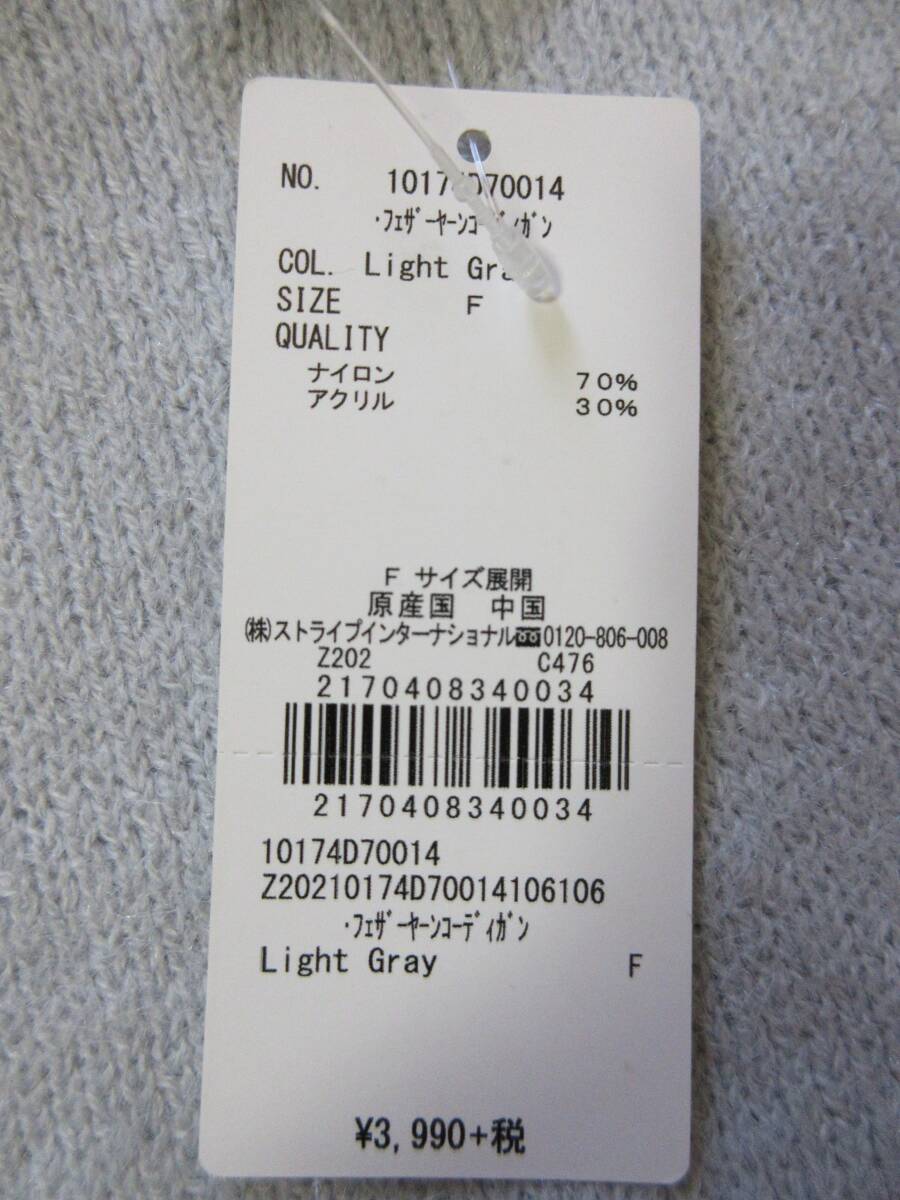 NO. 10174D70014
・フェザーヤーンコーディガン
COL. Light Gra
SIZE F
QUALITY
ナイロン 70%
アクリル 30%
F サイズ展開
原産国 中国
(株)ストライプインターナショナル 0120-806-008
Z202 C476
2170408340034
2170408340034
10174D70014
Z20210174D70014106106
・フェザーヤーンコーディガン
Light Gray F
¥3,990+税